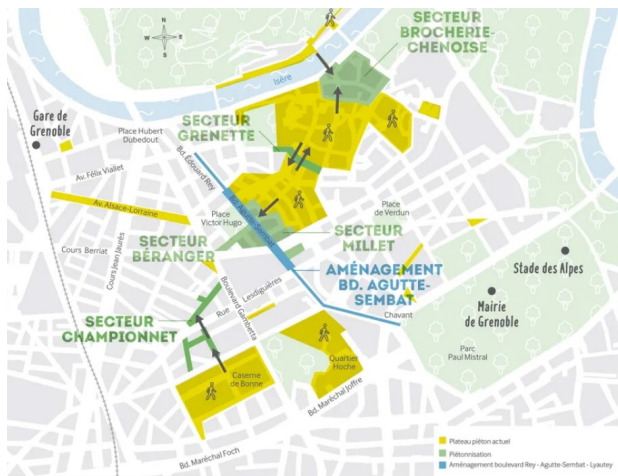 SECTEUR
BROCHERIE-
CHENOISE
N
W
E
S
Isère
Gare de
Grenoble
Place Hubert
Dubedout
SECTEUR
GRENETTE
Av. Félix Viallet
Bd. Édouard Rey
Av. Alsace-Lorraine
Place
Victor Hugo
Bd. Agutte-Sembat
Place
de Verdun
Cours Berriat
Cours Jean Jaurès
SECTEUR
BÉRANGER
SECTEUR
MILLET
AMÉNAGEMENT
BD. AGUTTE-
SEMBAT
Stade des Alpes
Mairie
de Grenoble
Boulevard Gambetta
Rue Lesdiguières
Chavant
SECTEUR
CHAMPIONNET
Parc
Paul Mistral
Quartier
Hoche
Caserne
de Bonne
Bd. Maréchal Joffre
Bd. Maréchal Foch
Plateau piéton actuel
Piétonnisation
Aménagement boulevard Rey - Agutte-Sembat - Lyautey